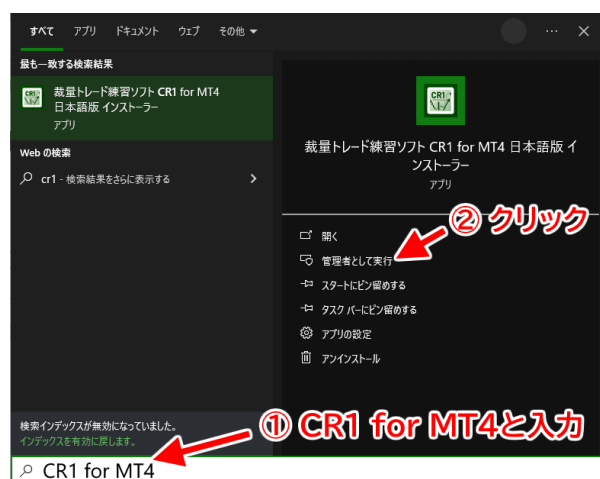 すべて アプリ ドキュメント ウェブ その他 ▾ … ×
最も一致する検索結果
CR1
裁量トレード練習ソフト CR1 for MT4
日本語版 インストーラー
アプリ
Web の検索
cr1 - 検索結果をさらに表示する >
CR1
裁量トレード練習ソフト CR1 for MT4 日本語版 イ
ンストーラー
アプリ
② クリック
開く
管理者として実行
スタートにピン留めする
タスク バーにピン留めする
アプリの設定
アンインストール
検索インデックスが無効になっていました。
インデックスを有効に戻します。
① CR1 for MT4と入力
CR1 for MT4